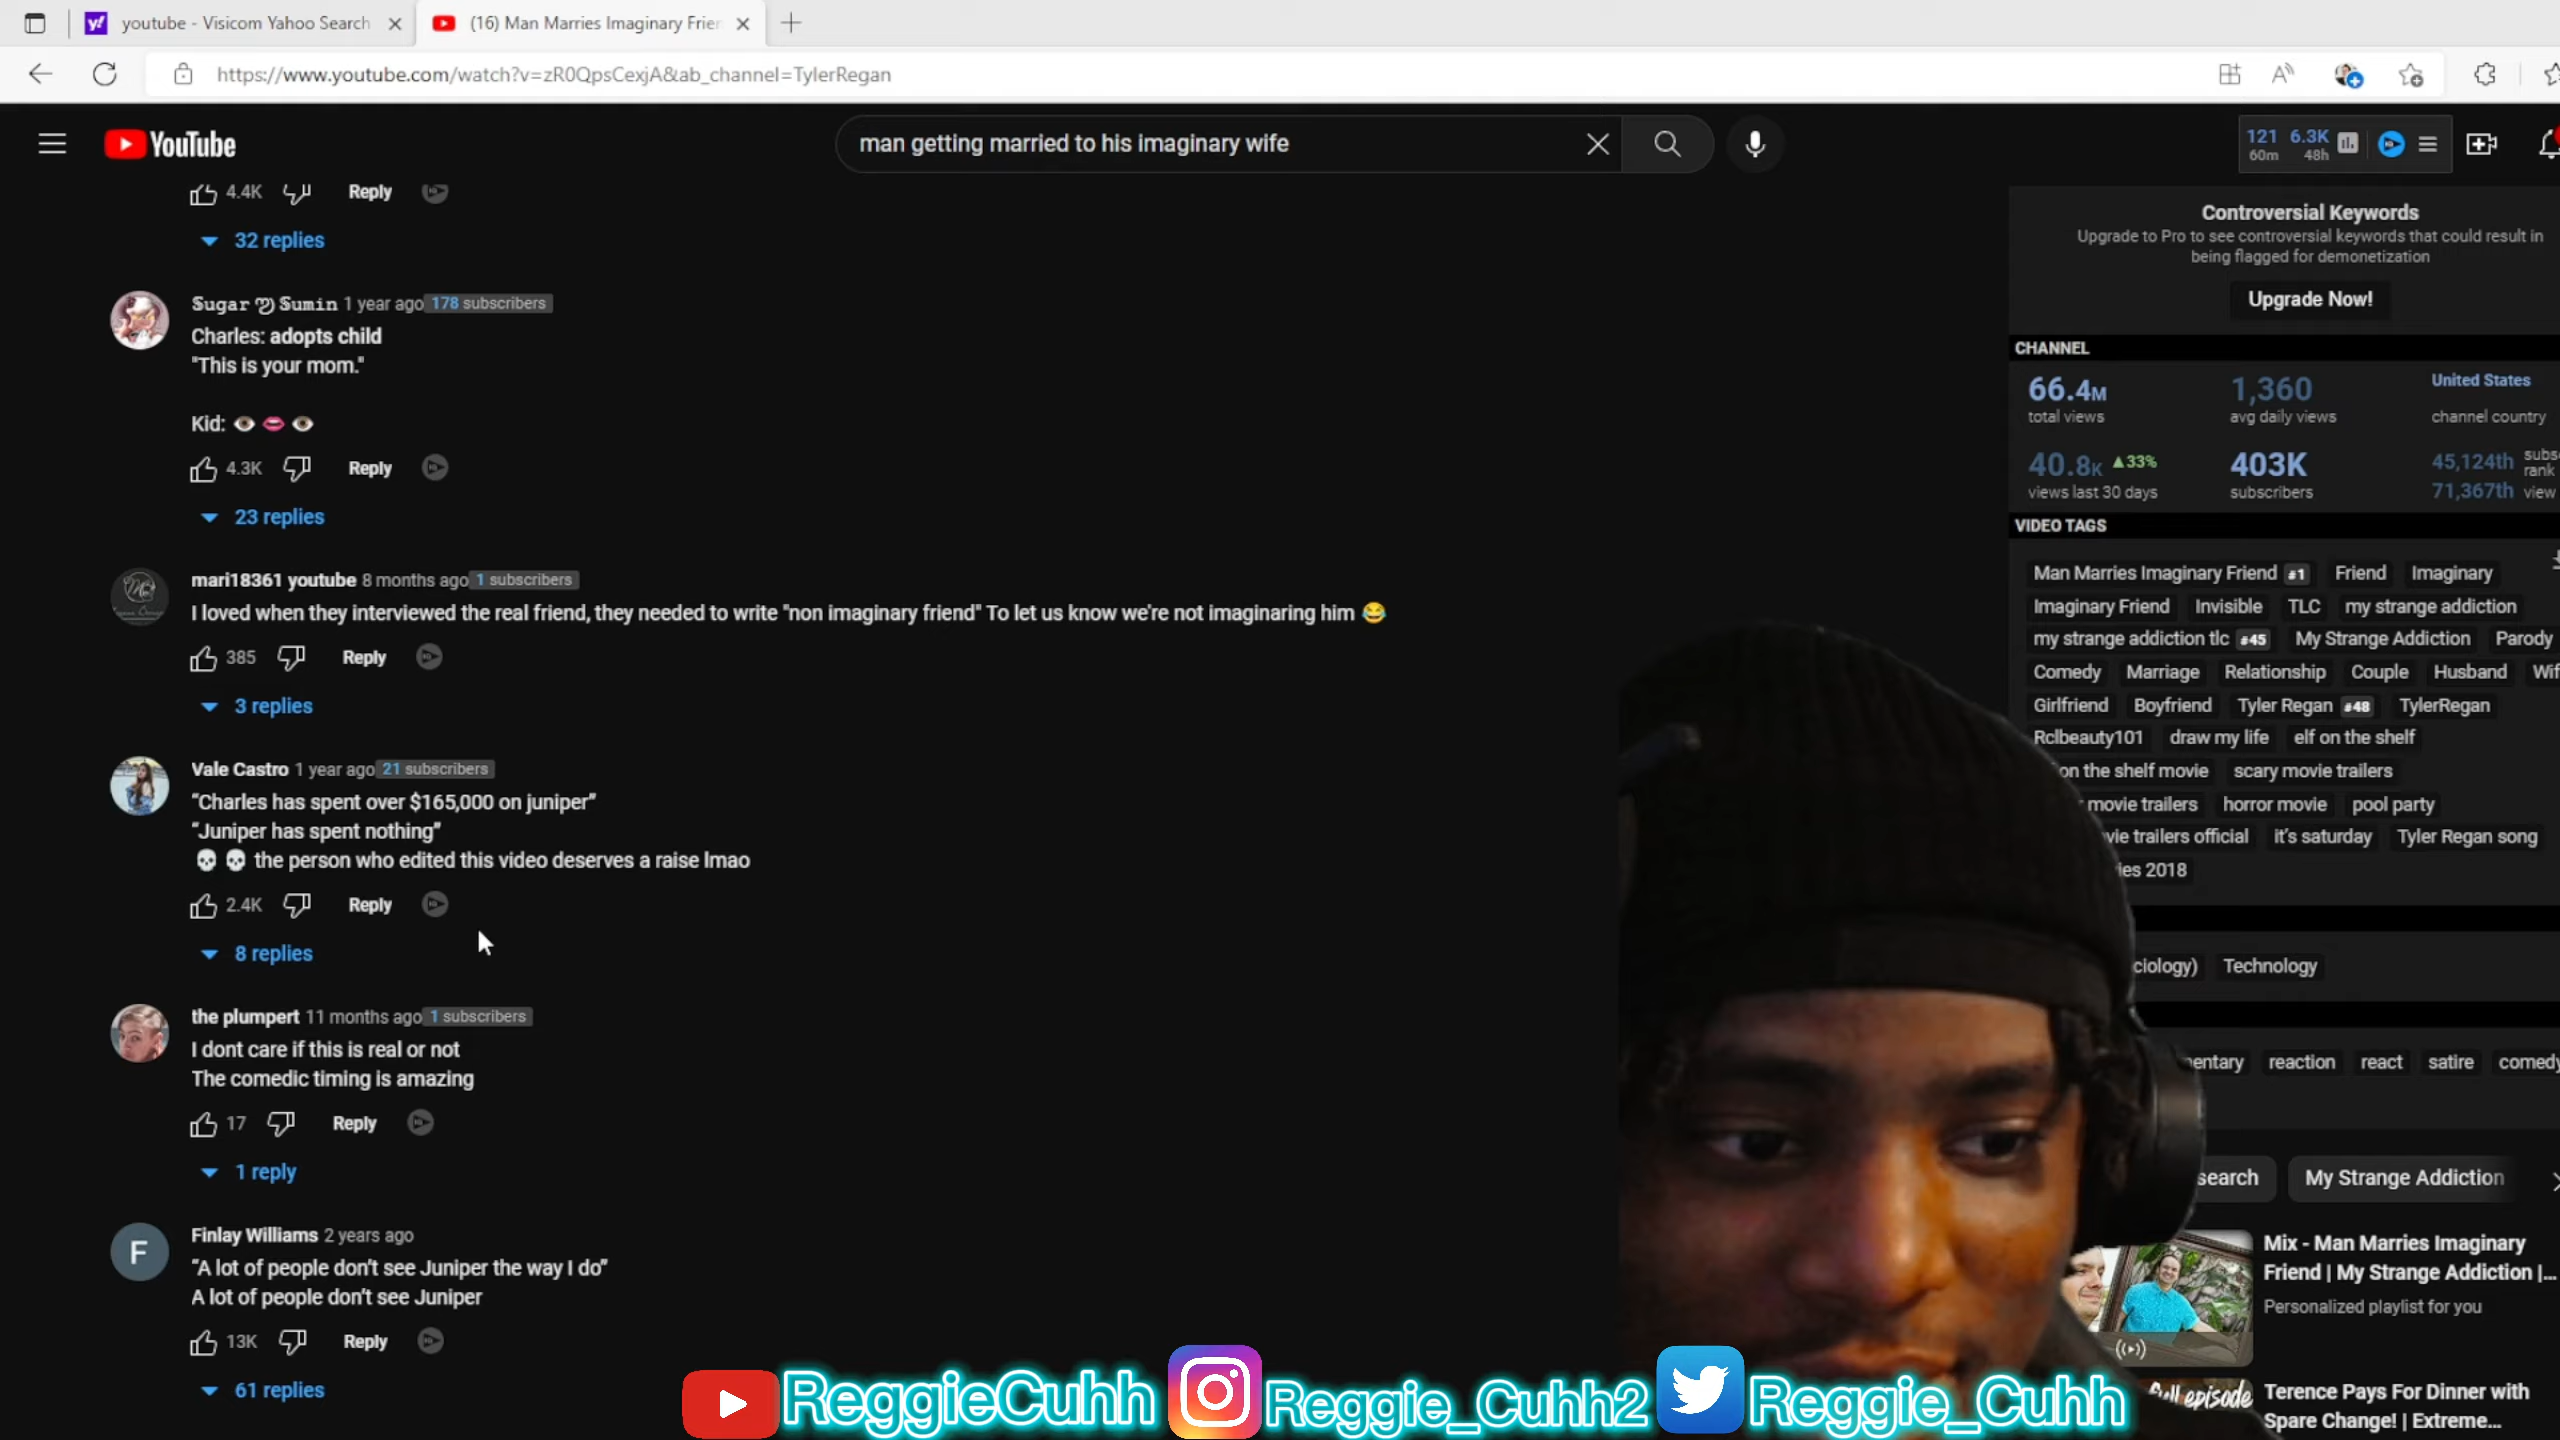 youtube - Visicom Yahoo Search
(16) Man Marries Imaginary Frie
https://www.youtube.com/watch?v=zR0QpsCexjA&ab_channel=TylerRegan
YouTube
man getting married to his imaginary wife
121 6.3K
60m 48h
4.4K Reply
32 replies
Sugar ღ Sumin 1 year ago 178 subscribers
Charles: adopts child
"This is your mom."
Kid: 👁️ 👄 👁️
4.3K Reply
23 replies
mari18361 youtube 8 months ago 1 subscribers
I loved when they interviewed the real friend, they needed to write "non imaginary friend" To let us know we're not imaginaring him 😂
385 Reply
3 replies
Vale Castro 1 year ago 21 subscribers
“Charles has spent over $165,000 on juniper”
“Juniper has spent nothing”
💀 💀 the person who edited this video deserves a raise lmao
2.4K Reply
8 replies
the plumpert 11 months ago 1 subscribers
I dont care if this is real or not
The comedic timing is amazing
17 Reply
1 reply
F
Finlay Williams 2 years ago
“A lot of people don’t see Juniper the way I do”
A lot of people don’t see Juniper
13K Reply
61 replies
Controversial Keywords
Upgrade to Pro to see controversial keywords that could result in
being flagged for demonetization
Upgrade Now!
CHANNEL
66.4M 1,360 United States
total views avg daily views channel country
40.8K ▲33% 403K 45,124th subs
rank
71,367th view
views last 30 days subscribers
VIDEO TAGS
Man Marries Imaginary Friend #1 Friend Imaginary
Imaginary Friend Invisible TLC my strange addiction
my strange addiction tlc #45 My Strange Addiction Parody
Comedy Marriage Relationship Couple Husband Wif
Girlfriend Boyfriend Tyler Regan #48 TylerRegan
Rclbeauty101 draw my life elf on the shelf
on the shelf movie scary movie trailers
movie trailers horror movie pool party
vie trailers official it’s saturday Tyler Regan song
ies 2018
ciology) Technology
entary reaction react satire comedy
search My Strange Addiction
Mix - Man Marries Imaginary
Friend | My Strange Addiction |...
Personalized playlist for you
full episode
Terence Pays For Dinner with
Spare Change! | Extreme...
ReggieCuhh Reggie_Cuhh2 Reggie_Cuhh